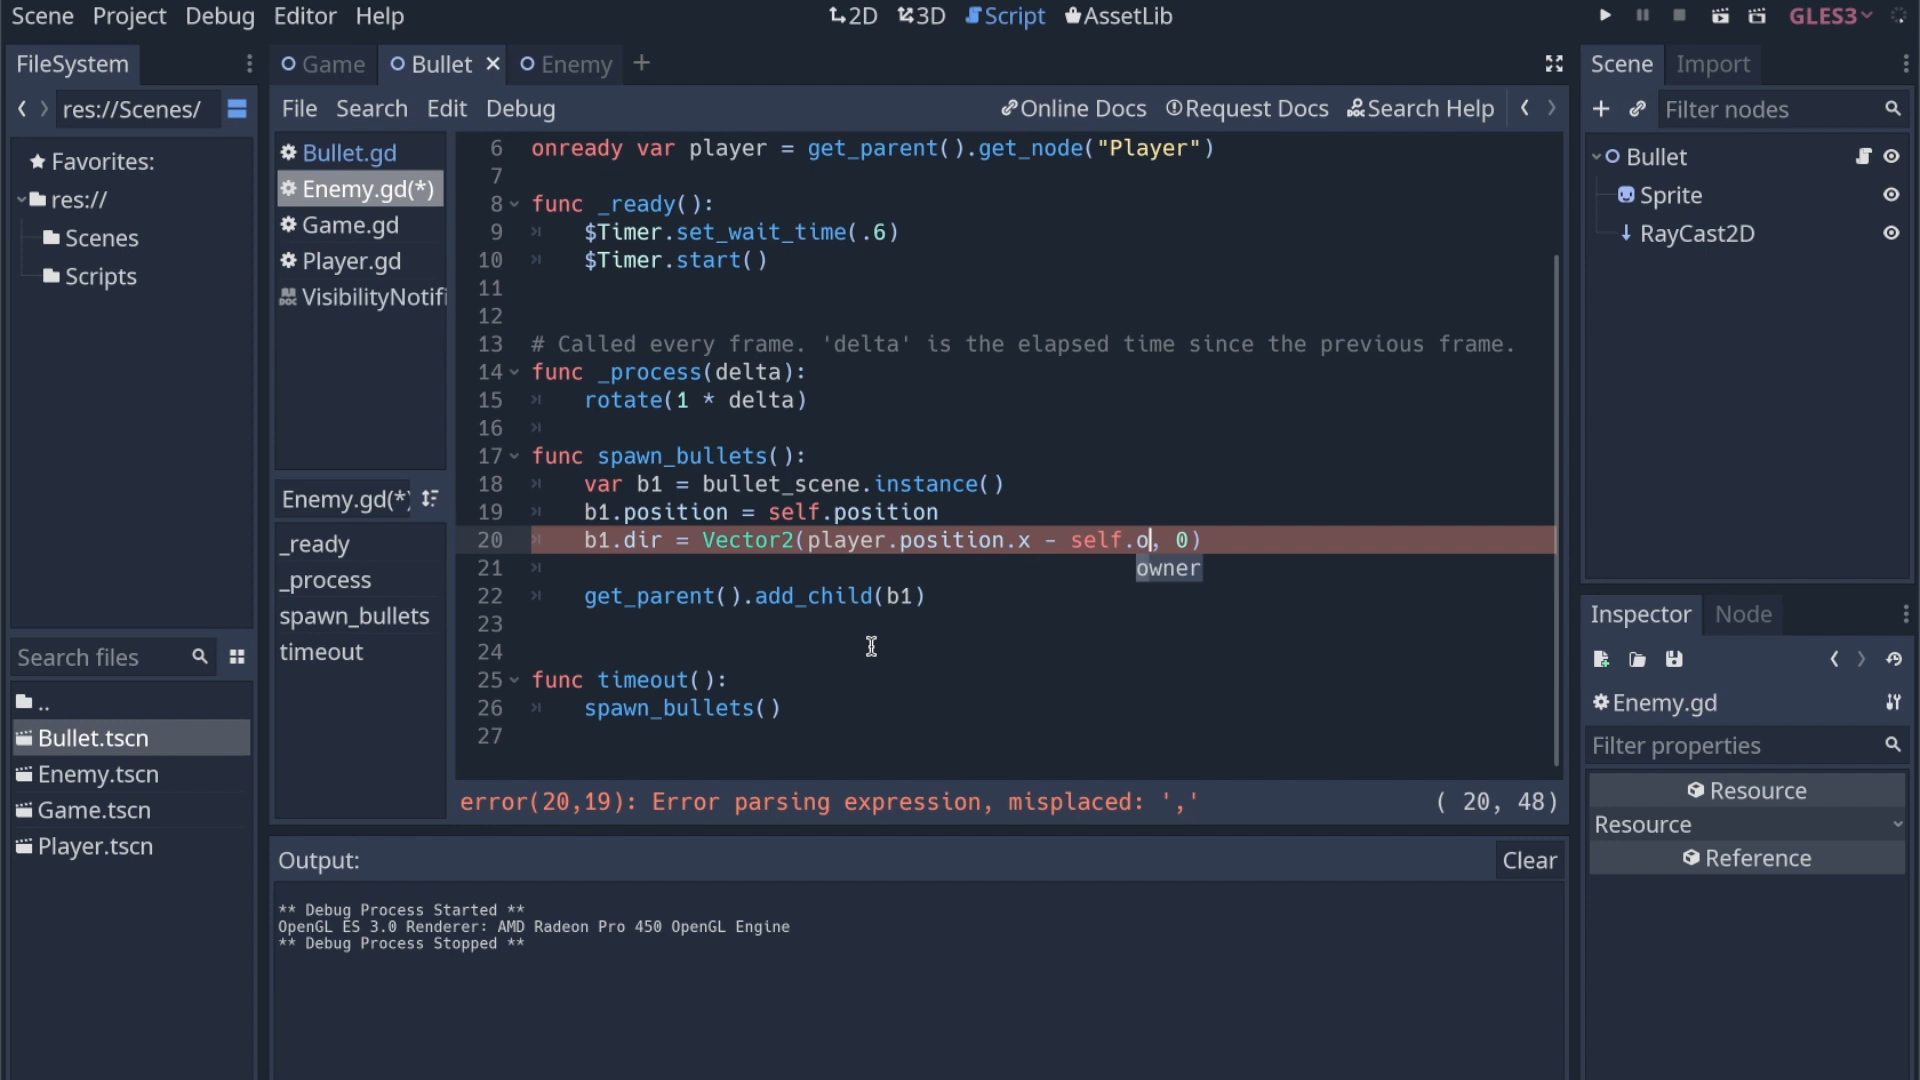 Scene Project Debug Editor Help
2D 3D Script AssetLib
GLES3
FileSystem
Game Bullet Enemy
Scene Import
res://Scenes/
File Search Edit Debug
Online Docs Request Docs Search Help
Filter nodes
Favorites:
res://
Scenes
Scripts
Bullet.gd
Enemy.gd(*)
Game.gd
Player.gd
VisibilityNotifi
Enemy.gd(*)
_ready
_process
spawn_bullets
timeout
6 onready var player = get_parent().get_node("Player")
7
8 func _ready():
9 $Timer.set_wait_time(.6)
10 $Timer.start()
11
12
13 # Called every frame. 'delta' is the elapsed time since the previous frame.
14 func _process(delta):
15 rotate(1 * delta)
16
17 func spawn_bullets():
18 var b1 = bullet_scene.instance()
19 b1.position = self.position
20 b1.dir = Vector2(player.position.x - self.o, 0)
21
owner
22 get_parent().add_child(b1)
23
24
25 func timeout():
26 spawn_bullets()
27
error(20,19): Error parsing expression, misplaced: ','
( 20, 48)
Bullet
Sprite
RayCast2D
Search files
..
Bullet.tscn
Enemy.tscn
Game.tscn
Player.tscn
Output:
Clear
** Debug Process Started **
OpenGL ES 3.0 Renderer: AMD Radeon Pro 450 OpenGL Engine
** Debug Process Stopped **
Inspector Node
Enemy.gd
Filter properties
Resource
Resource
Reference